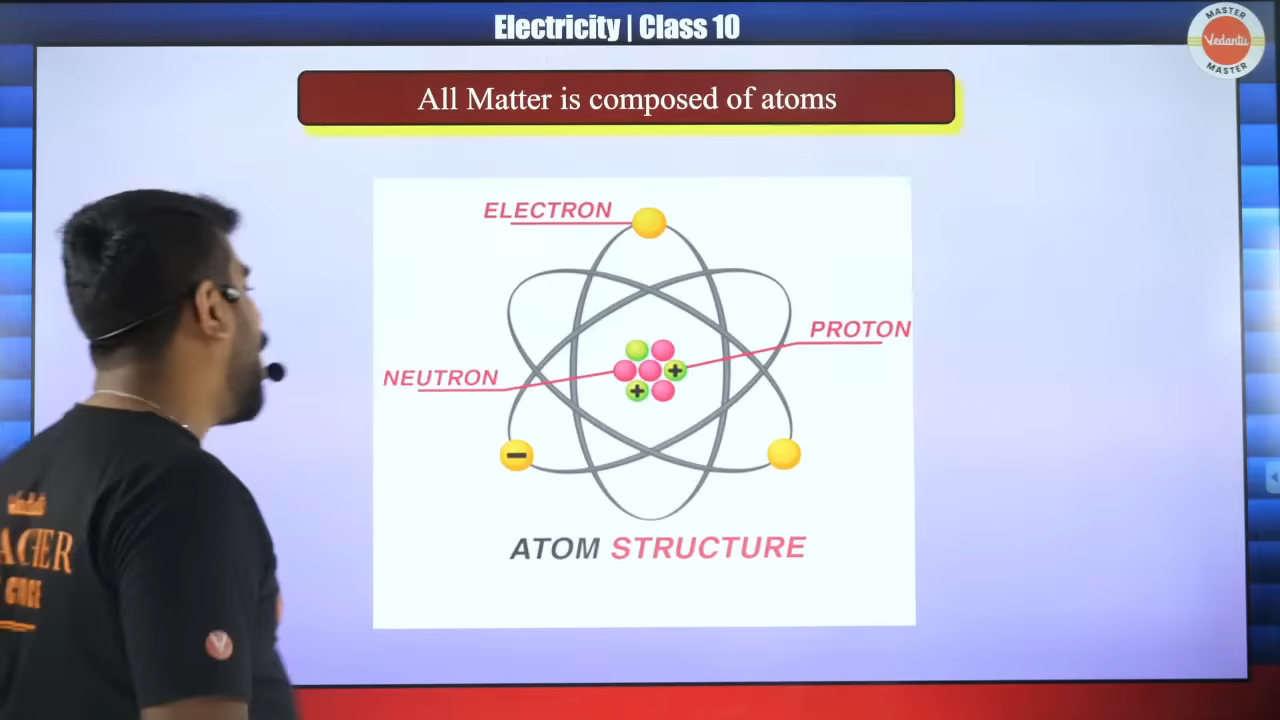 Electricity | Class 10
MASTER
Vedantu
MASTER
All Matter is composed of atoms
ELECTRON
PROTON
NEUTRON
+
+
−
ATOM STRUCTURE
V